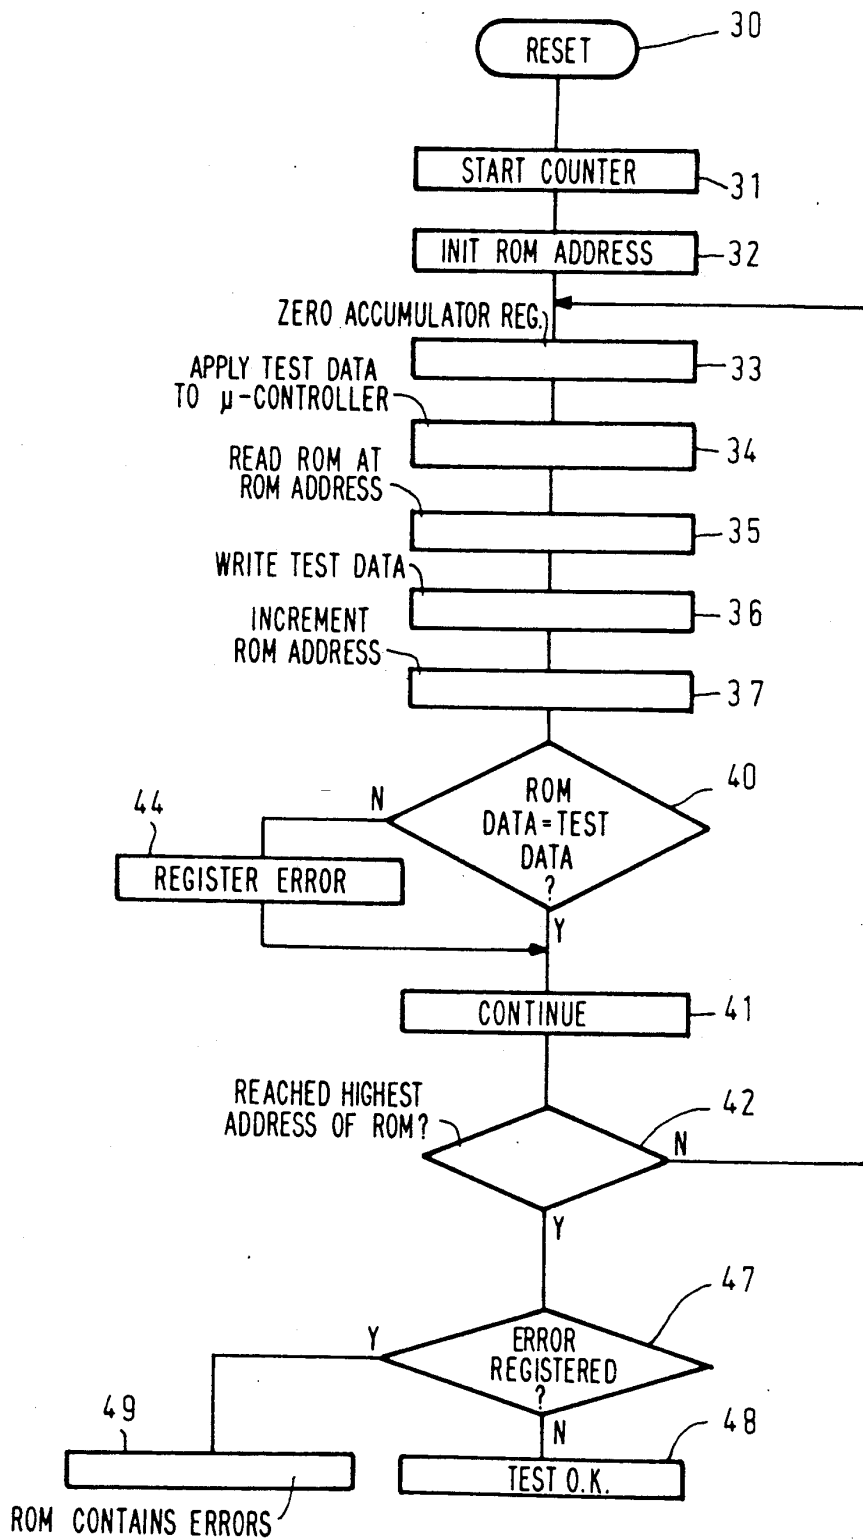 30
RESET
START COUNTER
31
INIT ROM ADDRESS
32
ZERO ACCUMULATOR REG.
33
APPLY TEST DATA
TO μ-CONTROLLER
34
READ ROM AT
ROM ADDRESS
35
WRITE TEST DATA
36
INCREMENT
ROM ADDRESS
37
40
ROM
DATA=TEST
DATA
?
N
44
REGISTER ERROR
Y
CONTINUE
41
REACHED HIGHEST
ADDRESS OF ROM?
42
N
Y
47
ERROR
REGISTERED
?
Y
N
49
48
TEST O.K.
ROM CONTAINS ERRORS